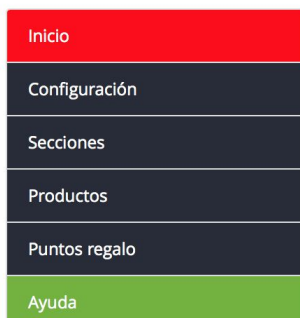 Inicio
Configuración
Secciones
Productos
Puntos regalo
Ayuda